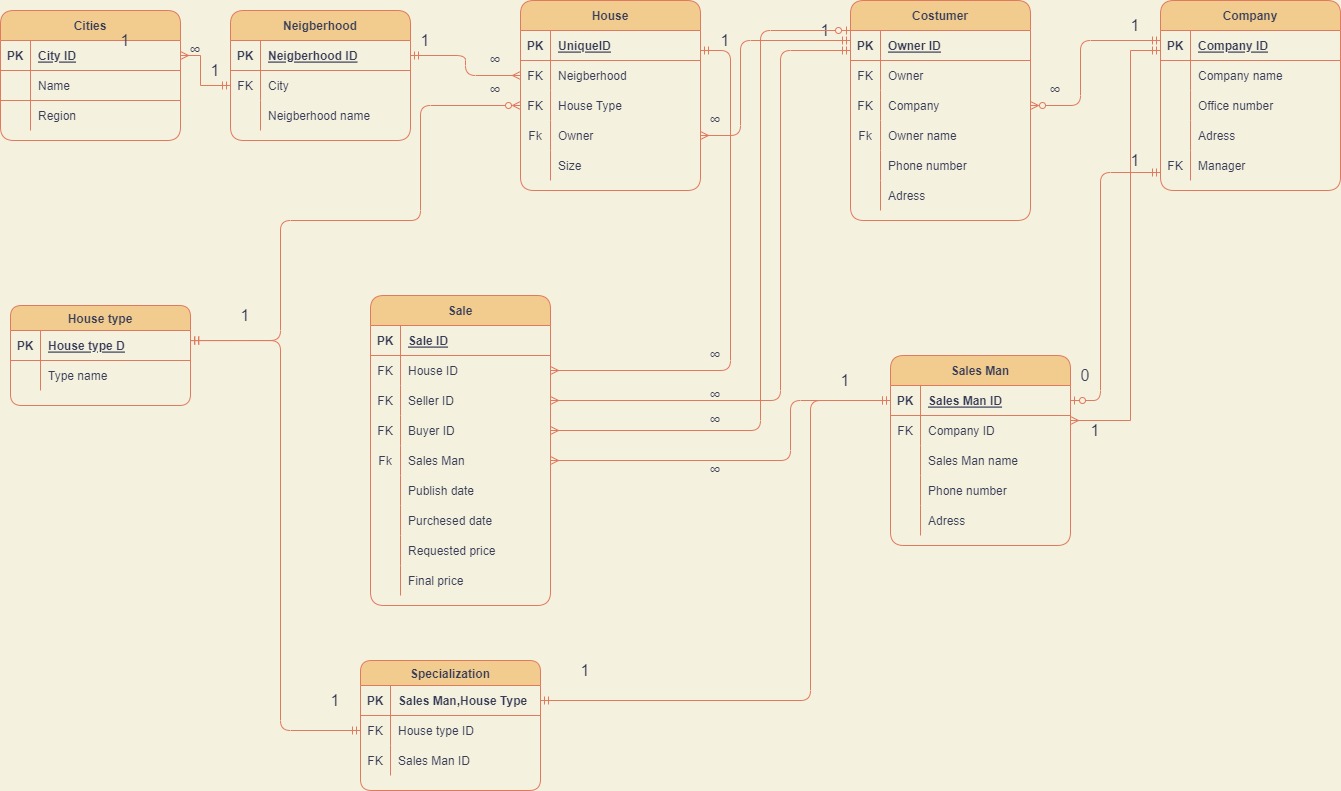 Cities
PK City ID
Name
Region
1
∞
1
Neigberhood
PK Neigberhood ID
FK City
Neigberhood name
1
∞
∞
House
PK UniqueID
FK Neigberhood
FK House Type
Fk Owner
Size
1
∞
1
Costumer
PK Owner ID
FK Owner
FK Company
Fk Owner name
Phone number
Adress
1
∞
1
Company
PK Company ID
Company name
Office number
Adress
FK Manager
House type
PK House type D
Type name
1
Sale
PK Sale ID
FK House ID
FK Seller ID
FK Buyer ID
Fk Sales Man
Publish date
Purchesed date
Requested price
Final price
∞
∞
∞
∞
1
Sales Man
PK Sales Man ID
FK Company ID
Sales Man name
Phone number
Adress
0
1
Specialization
PK Sales Man,House Type
FK House type ID
FK Sales Man ID
1
1